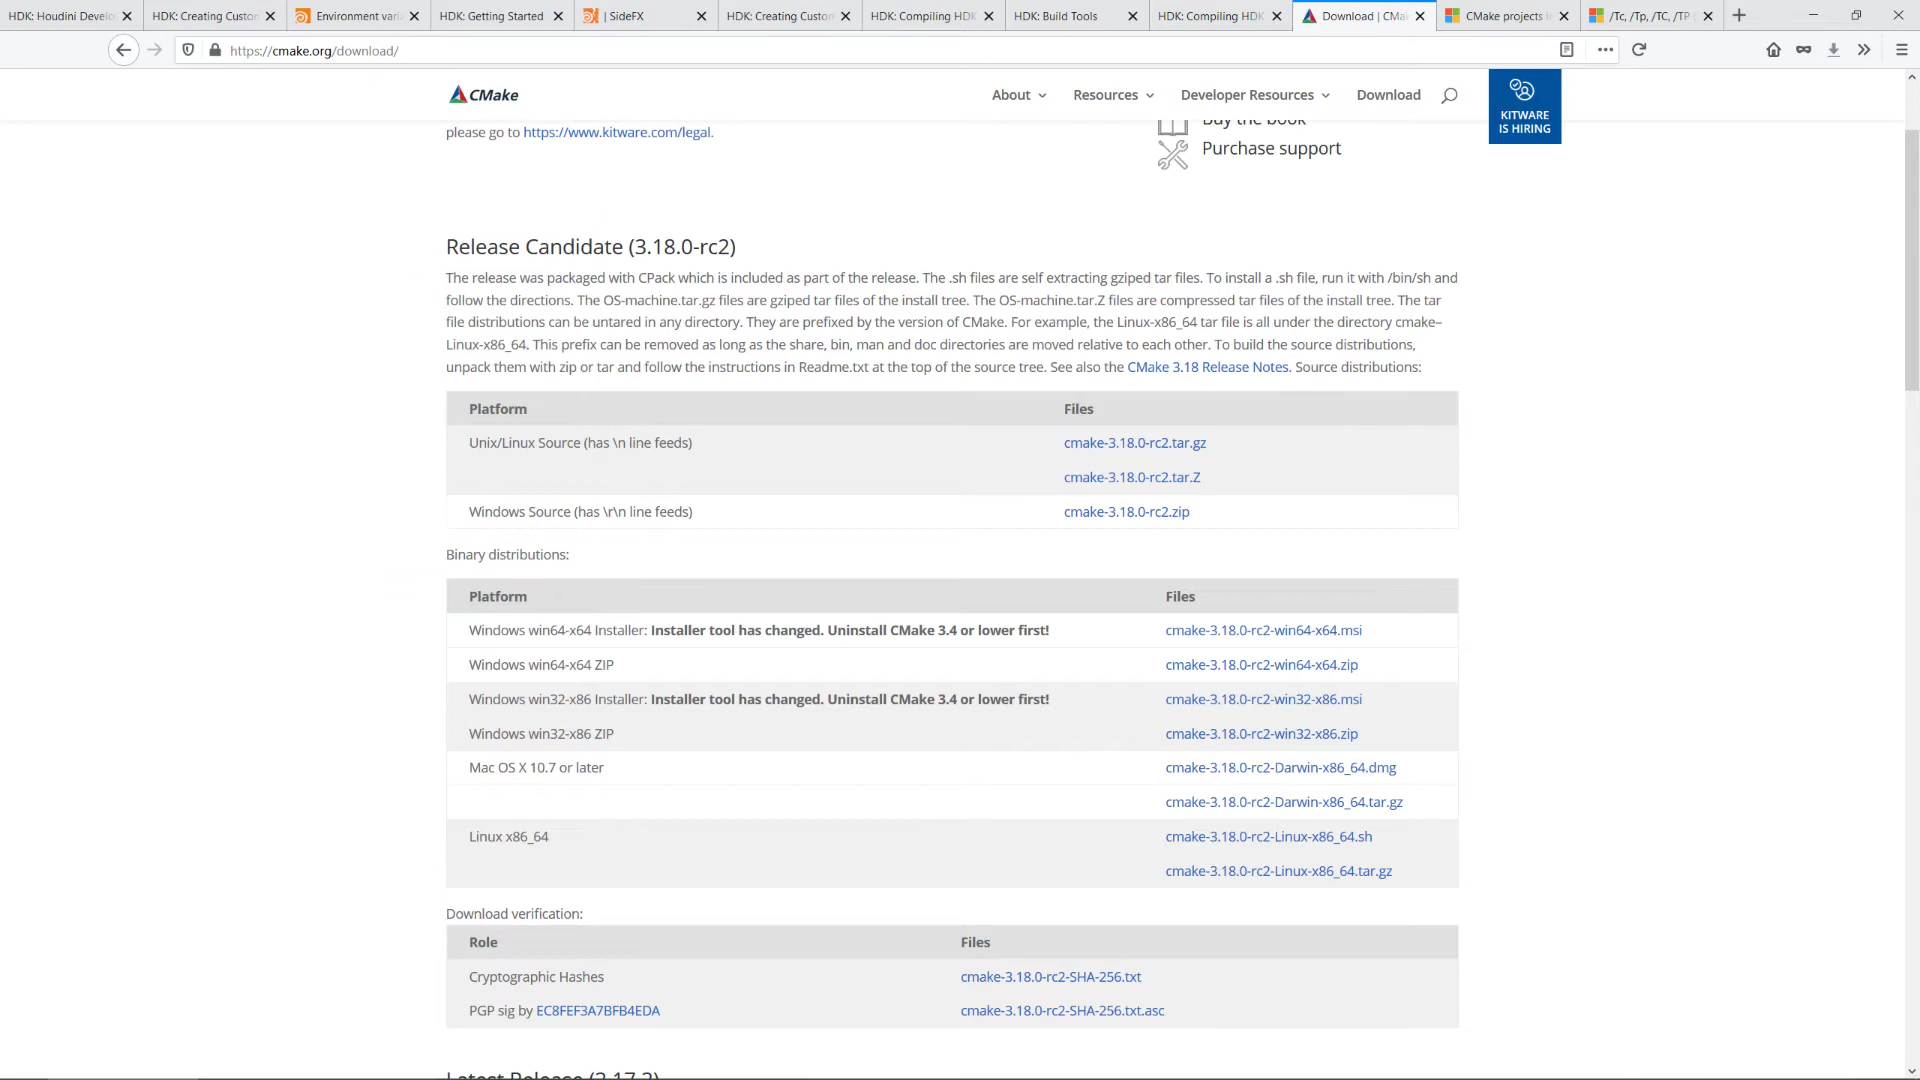 HDK: Houdini Develo
HDK: Creating Custo
Environment varia
HDK: Getting Started
| SideFX
HDK: Creating Custon
HDK: Compiling HDK
HDK: Build Tools
HDK: Compiling HDK
Download | CMak
CMake projects i
/Tc, /Tp, /TC, /TP (
https://cmake.org/download/
CMake
About
Resources
Developer Resources
Download
KITWARE
IS HIRING
please go to https://www.kitware.com/legal.
Buy the book
Purchase support
Release Candidate (3.18.0-rc2)
The release was packaged with CPack which is included as part of the release. The .sh files are self extracting gziped tar files. To install a .sh file, run it with /bin/sh and
follow the directions. The OS-machine.tar.gz files are gziped tar files of the install tree. The OS-machine.tar.Z files are compressed tar files of the install tree. The tar
file distributions can be untared in any directory. They are prefixed by the version of CMake. For example, the Linux-x86_64 tar file is all under the directory cmake–
Linux-x86_64. This prefix can be removed as long as the share, bin, man and doc directories are moved relative to each other. To build the source distributions,
unpack them with zip or tar and follow the instructions in Readme.txt at the top of the source tree. See also the CMake 3.18 Release Notes. Source distributions:
Platform Files
Unix/Linux Source (has \n line feeds) cmake-3.18.0-rc2.tar.gz
cmake-3.18.0-rc2.tar.Z
Windows Source (has \r\n line feeds) cmake-3.18.0-rc2.zip
Binary distributions:
Platform Files
Windows win64-x64 Installer: Installer tool has changed. Uninstall CMake 3.4 or lower first! cmake-3.18.0-rc2-win64-x64.msi
Windows win64-x64 ZIP cmake-3.18.0-rc2-win64-x64.zip
Windows win32-x86 Installer: Installer tool has changed. Uninstall CMake 3.4 or lower first! cmake-3.18.0-rc2-win32-x86.msi
Windows win32-x86 ZIP cmake-3.18.0-rc2-win32-x86.zip
Mac OS X 10.7 or later cmake-3.18.0-rc2-Darwin-x86_64.dmg
cmake-3.18.0-rc2-Darwin-x86_64.tar.gz
Linux x86_64 cmake-3.18.0-rc2-Linux-x86_64.sh
cmake-3.18.0-rc2-Linux-x86_64.tar.gz
Download verification:
Role Files
Cryptographic Hashes cmake-3.18.0-rc2-SHA-256.txt
PGP sig by EC8FEF3A7BFB4EDA cmake-3.18.0-rc2-SHA-256.txt.asc
Latest Release (3.17.3)